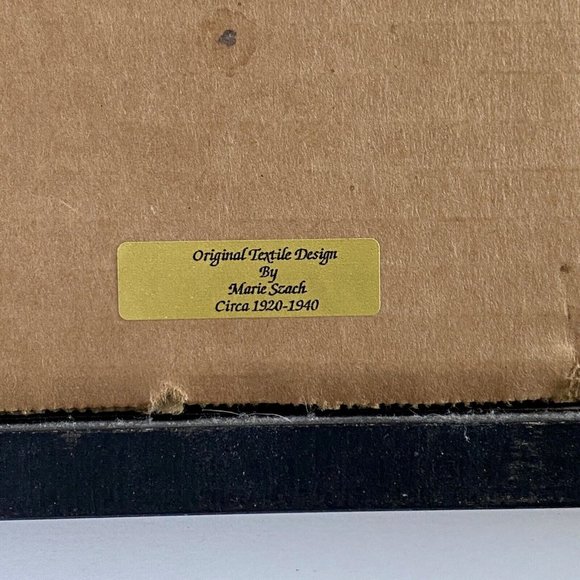 Original Textile Design
By
Marie Szach
Circa 1920-1940